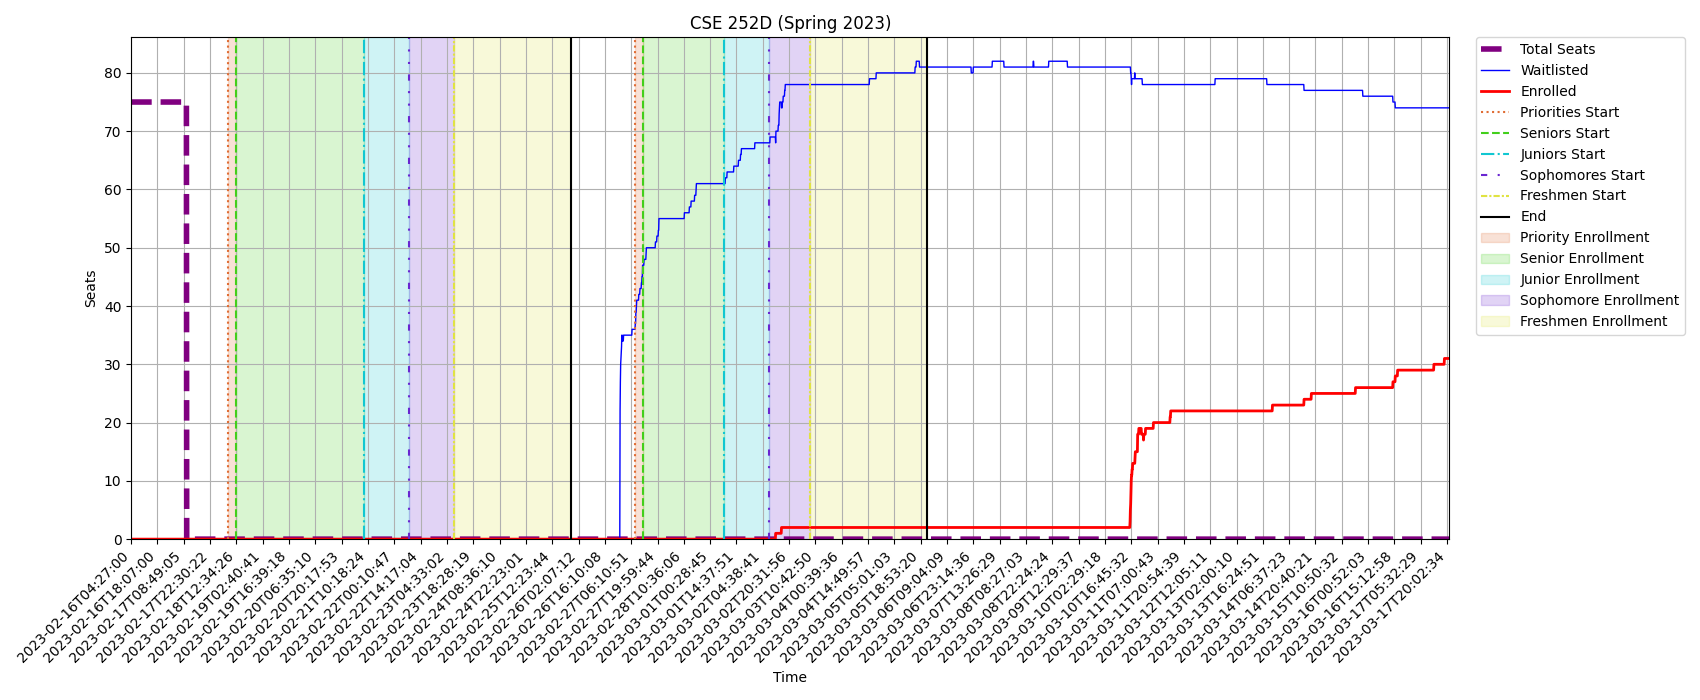 CSE 252D (Spring 2023)
Seats
80
70
60
50
40
30
20
10
0
2023-02-16T04:27:00
2023-02-16T18:07:00
2023-02-17T08:49:05
2023-02-17T22:30:22
2023-02-18T12:34:26
2023-02-19T02:40:41
2023-02-19T16:39:18
2023-02-20T06:35:10
2023-02-20T20:17:53
2023-02-21T10:18:24
2023-02-22T00:10:47
2023-02-22T14:17:04
2023-02-23T04:33:02
2023-02-23T18:28:19
2023-02-24T08:36:10
2023-02-24T22:23:01
2023-02-25T12:23:44
2023-02-26T02:07:12
2023-02-26T16:10:08
2023-02-27T06:10:51
2023-02-27T19:59:44
2023-02-28T10:36:06
2023-03-01T00:28:45
2023-03-01T14:37:51
2023-03-02T04:38:41
2023-03-02T20:31:56
2023-03-03T10:42:50
2023-03-04T00:39:36
2023-03-04T14:49:57
2023-03-05T05:01:03
2023-03-05T18:53:20
2023-03-06T09:04:09
2023-03-06T23:14:36
2023-03-07T13:26:29
2023-03-08T08:27:03
2023-03-08T22:24:24
2023-03-09T12:29:37
2023-03-10T02:29:18
2023-03-10T16:45:32
2023-03-11T07:00:43
2023-03-11T20:54:39
2023-03-12T12:05:11
2023-03-13T02:00:10
2023-03-13T16:24:51
2023-03-14T06:37:23
2023-03-14T20:40:21
2023-03-15T10:50:32
2023-03-16T00:52:03
2023-03-16T15:12:58
2023-03-17T05:32:29
2023-03-17T20:02:34
Time
Total Seats
Waitlisted
Enrolled
Priorities Start
Seniors Start
Juniors Start
Sophomores Start
Freshmen Start
End
Priority Enrollment
Senior Enrollment
Junior Enrollment
Sophomore Enrollment
Freshmen Enrollment